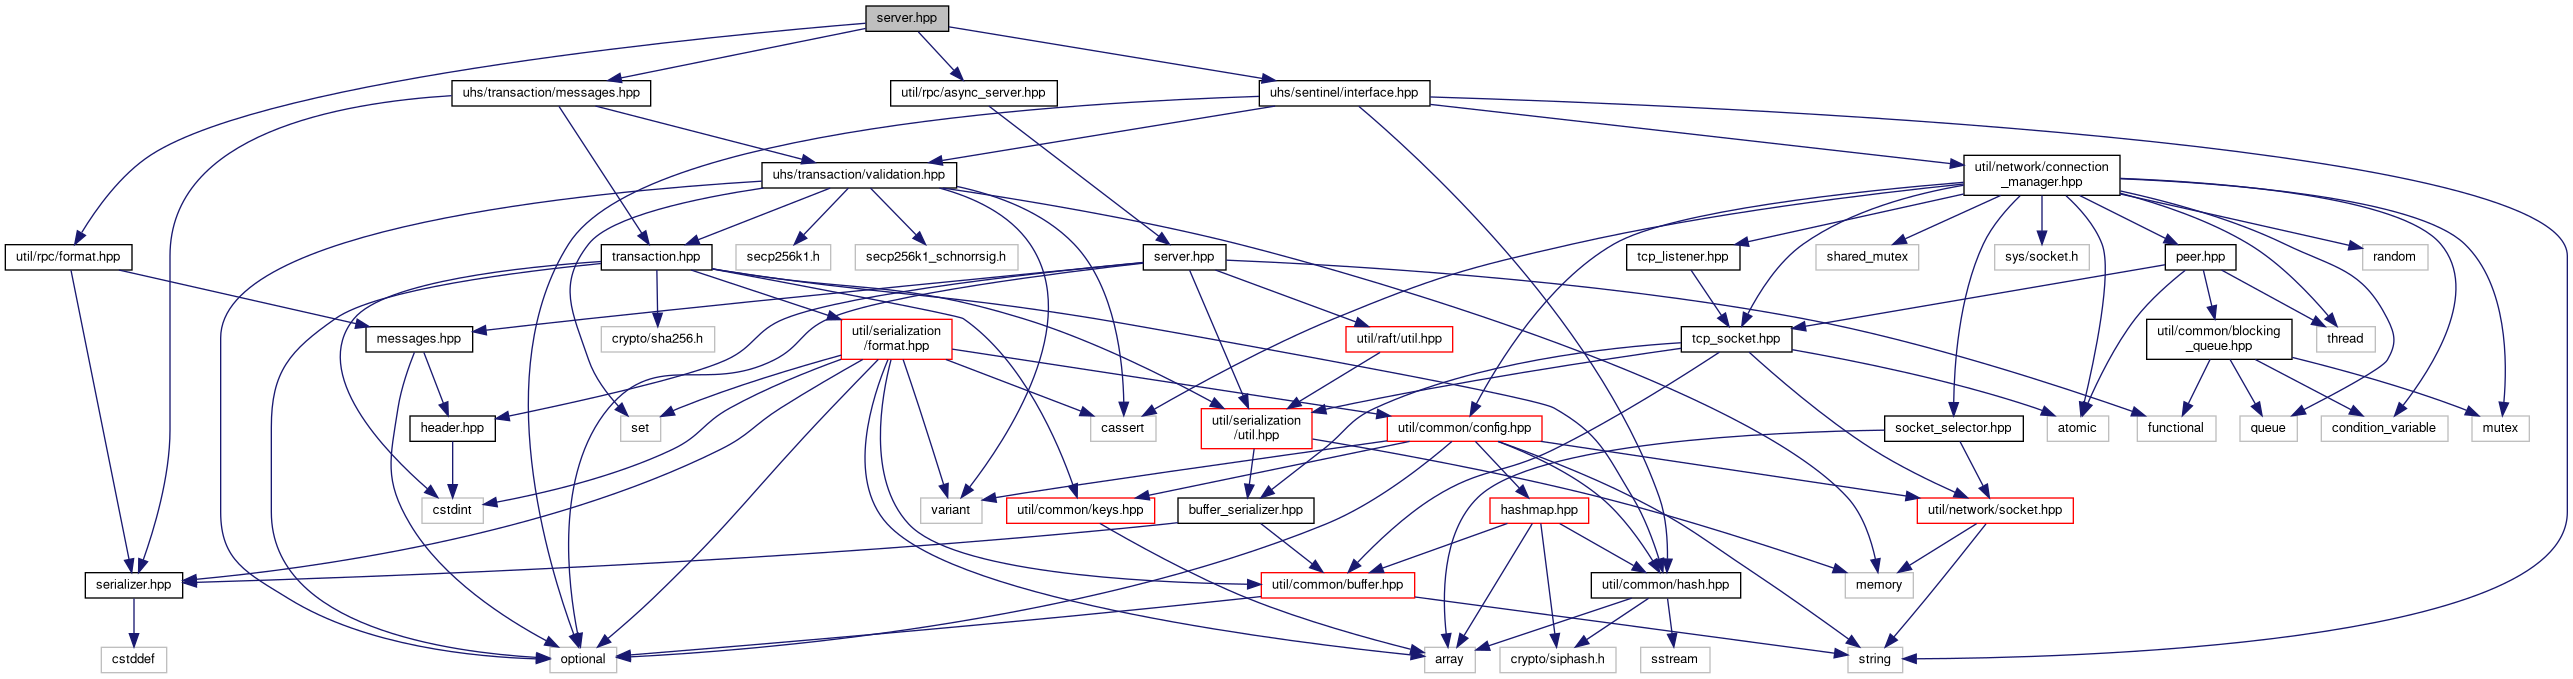 server.hpp
uhs/transaction/messages.hpp
util/rpc/async_server.hpp
uhs/sentinel/interface.hpp
uhs/transaction/validation.hpp
util/network/connection
_manager.hpp
util/rpc/format.hpp
transaction.hpp
secp256k1.h
secp256k1_schnorrsig.h
server.hpp
tcp_listener.hpp
shared_mutex
sys/socket.h
peer.hpp
random
messages.hpp
crypto/sha256.h
util/serialization
/format.hpp
util/raft/util.hpp
tcp_socket.hpp
util/common/blocking
_queue.hpp
thread
header.hpp
set
cassert
util/serialization
/util.hpp
util/common/config.hpp
socket_selector.hpp
atomic
functional
queue
condition_variable
mutex
cstdint
variant
util/common/keys.hpp
buffer_serializer.hpp
hashmap.hpp
util/network/socket.hpp
serializer.hpp
util/common/buffer.hpp
util/common/hash.hpp
memory
cstddef
optional
array
crypto/siphash.h
sstream
string